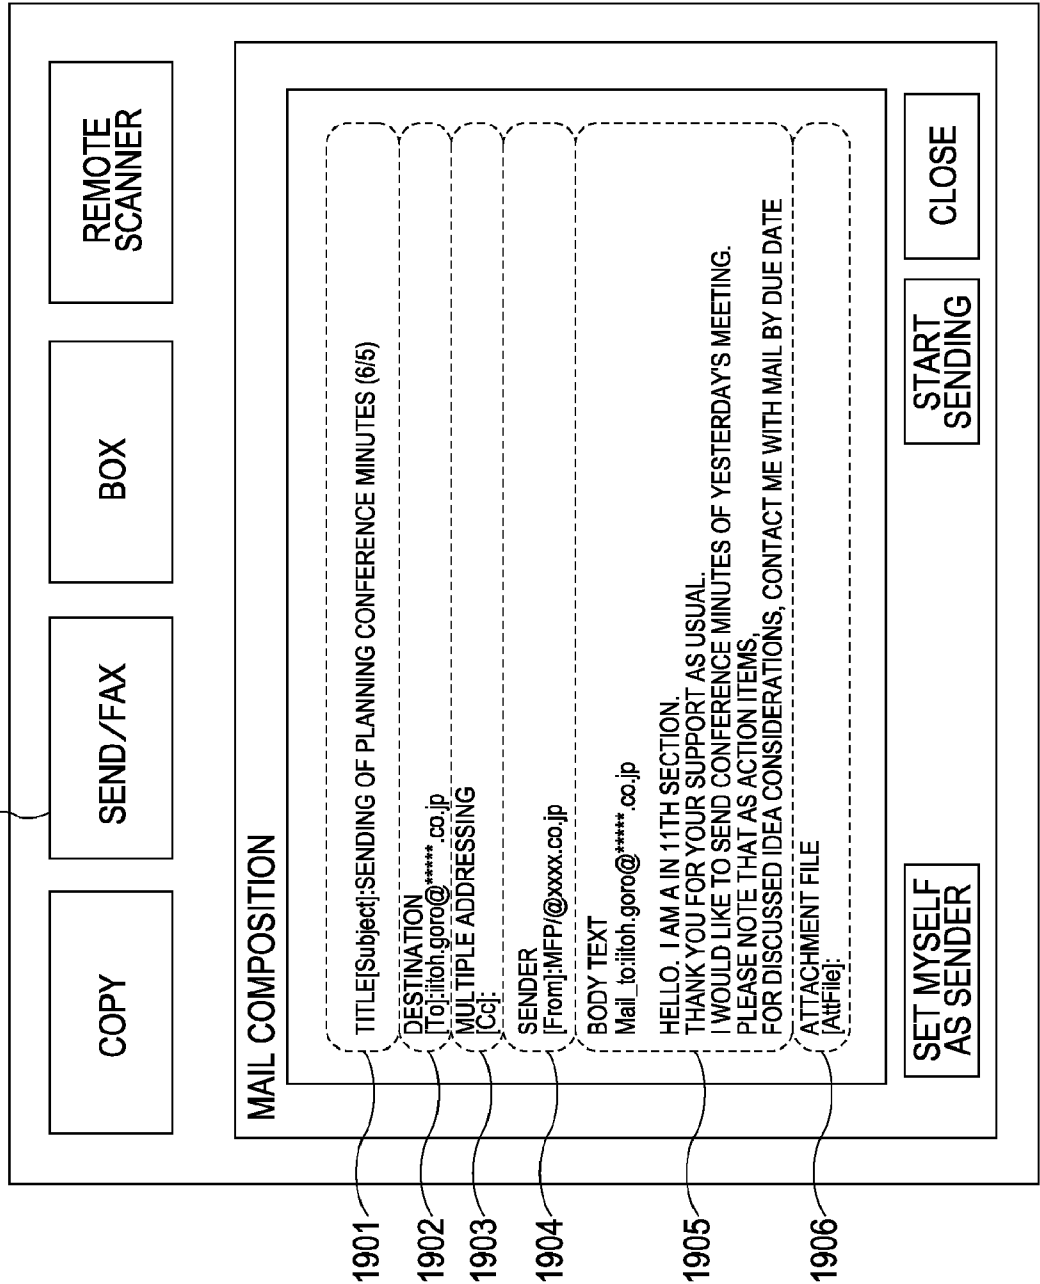 COPY
SEND/FAX
BOX
REMOTE
SCANNER
MAIL COMPOSITION
1901
TITLE[Subject]:SENDING OF PLANNING CONFERENCE MINUTES (6/5)
1902
DESTINATION
[To]:iitoh.goro@*****.co.jp
1903
MULTIPLE ADDRESSING
[Cc]:
1904
SENDER
[From]:MFP/@xxxx.co.jp
1905
BODY TEXT
Mail_to:iitoh.goro@*****.co.jp
HELLO. I AM A IN 11TH SECTION.
THANK YOU FOR YOUR SUPPORT AS USUAL.
I WOULD LIKE TO SEND CONFERENCE MINUTES OF YESTERDAY'S MEETING.
PLEASE NOTE THAT AS ACTION ITEMS,
FOR DISCUSSED IDEA CONSIDERATIONS, CONTACT ME WITH MAIL BY DUE DATE
1906
ATTACHMENT FILE
[AttFile]:
SET MYSELF
AS SENDER
START
SENDING
CLOSE